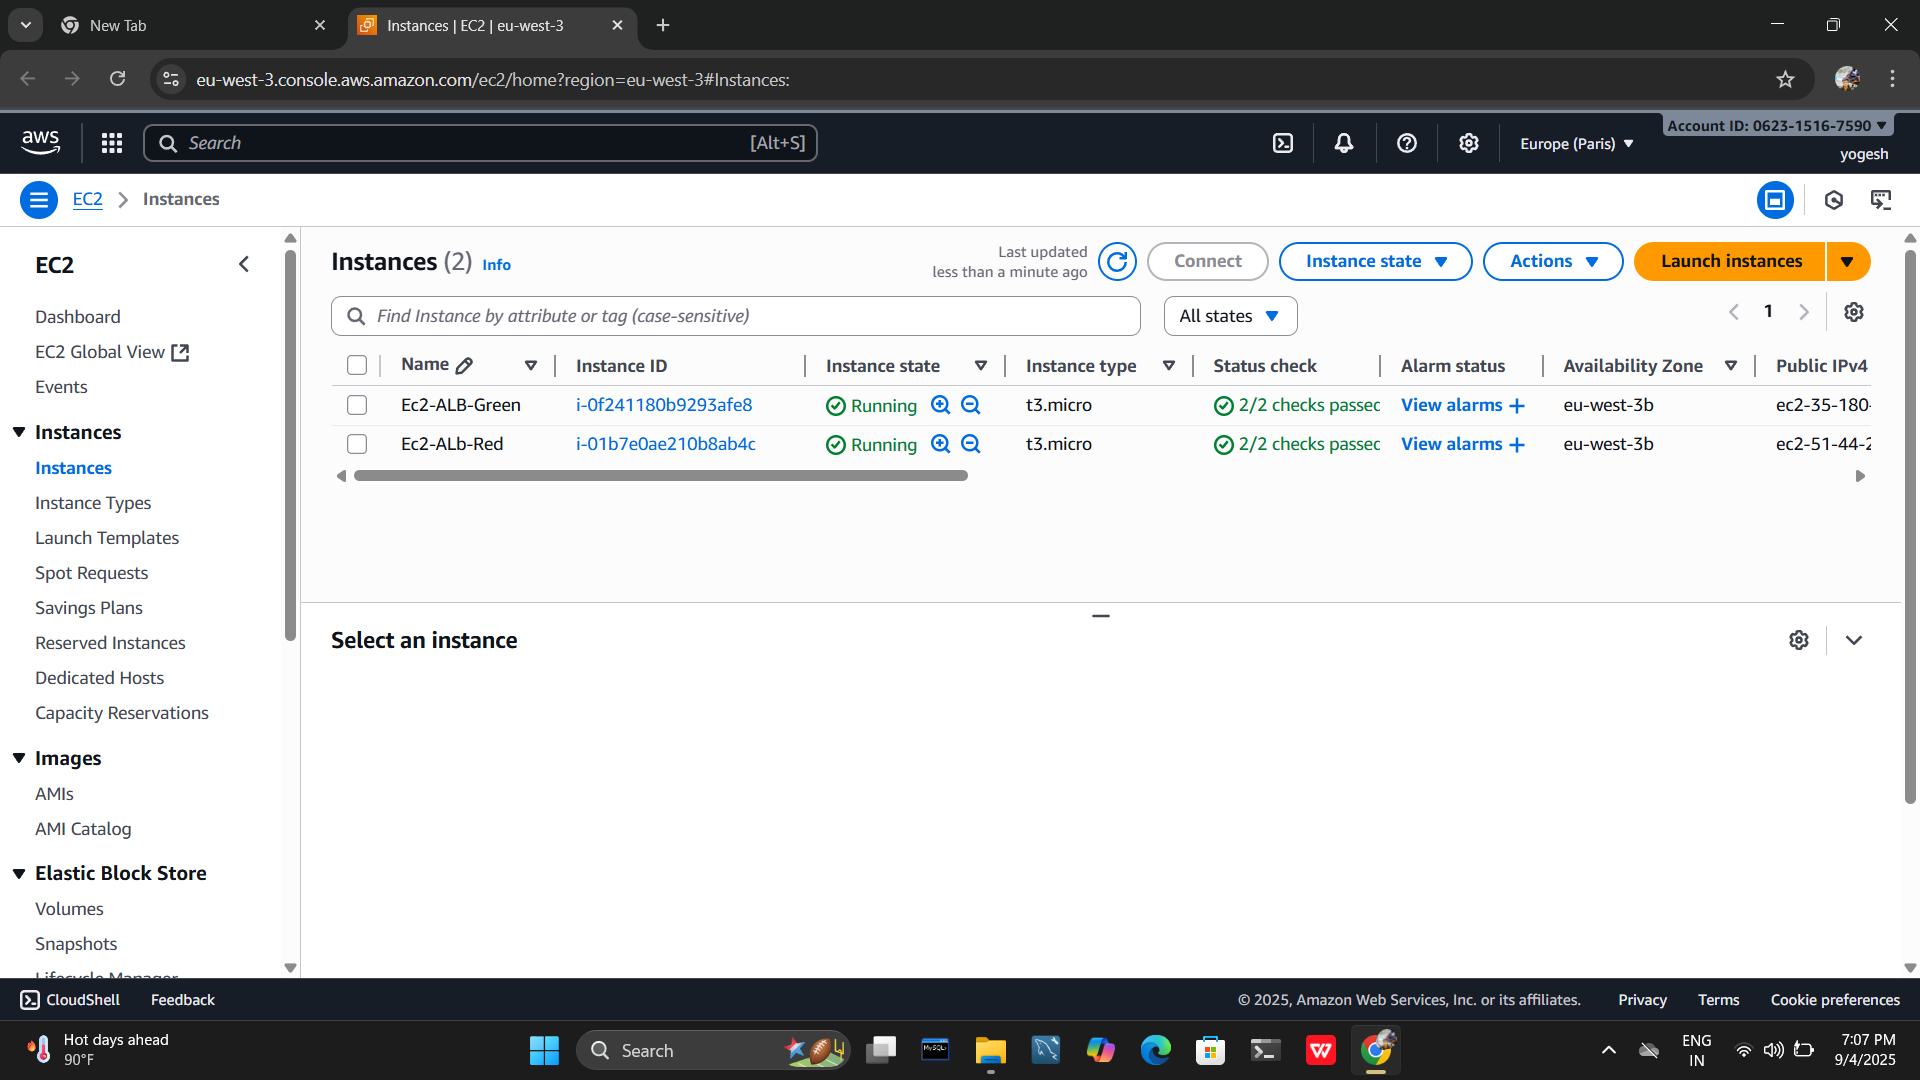 New Tab
Instances | EC2 | eu-west-3
eu-west-3.console.aws.amazon.com/ec2/home?region=eu-west-3#Instances:
aws
Search
[Alt+S]
Europe (Paris)
Account ID: 0623-1516-7590
yogesh
EC2
Instances
EC2
Dashboard
EC2 Global View
Events
Instances
Instances
Instance Types
Launch Templates
Spot Requests
Savings Plans
Reserved Instances
Dedicated Hosts
Capacity Reservations
Images
AMIs
AMI Catalog
Elastic Block Store
Volumes
Snapshots
Lifecycle Manager
Instances (2) Info
Last updated
less than a minute ago
Connect
Instance state
Actions
Launch instances
Find Instance by attribute or tag (case-sensitive)
All states
1
Name Instance ID Instance state Instance type Status check Alarm status Availability Zone Public IPv4
Ec2-ALB-Green i-0f241180b9293afe8 Running t3.micro 2/2 checks passed View alarms + eu-west-3b ec2-35-180-
Ec2-ALb-Red i-01b7e0ae210b8ab4c Running t3.micro 2/2 checks passed View alarms + eu-west-3b ec2-51-44-2
Select an instance
CloudShell
Feedback
© 2025, Amazon Web Services, Inc. or its affiliates.
Privacy
Terms
Cookie preferences
Hot days ahead
90°F
Search
MySQL
W
ENG
IN
7:07 PM
9/4/2025